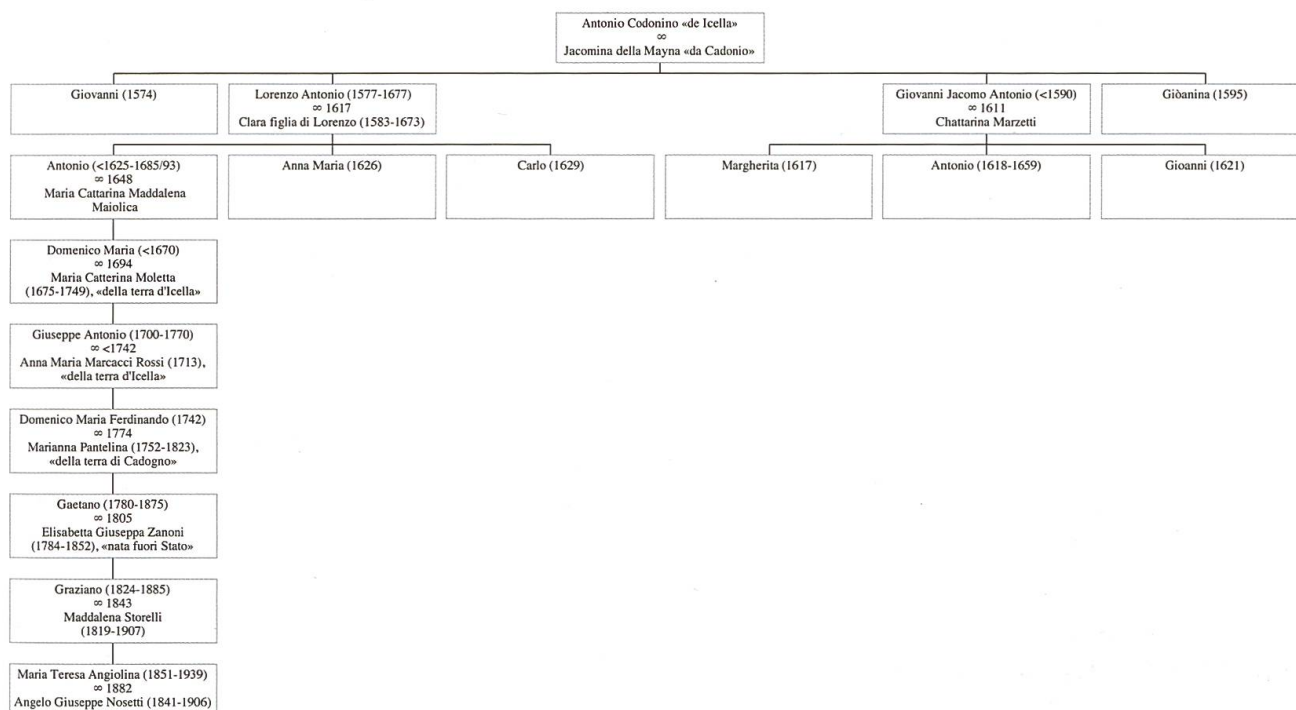 Antonio Codonino «de Icella»
∞
Jacomina della Mayna «da Cadonio»
Giovanni (1574)
Lorenzo Antonio (1577-1677)
∞ 1617
Clara figlia di Lorenzo (1583-1673)
Giovanni Jacomo Antonio (<1590)
∞ 1611
Chattarina Marzetti
Giòanina (1595)
Antonio (<1625-1685/93)
∞ 1648
Maria Cattarina Maddalena
Maiolica
Anna Maria (1626)
Carlo (1629)
Margherita (1617)
Antonio (1618-1659)
Gioanni (1621)
Domenico Maria (<1670)
∞ 1694
Maria Catterina Moletta
(1675-1749), «della terra d'Icella»
Giuseppe Antonio (1700-1770)
∞ <1742
Anna Maria Marcacci Rossi (1713),
«della terra d'Icella»
Domenico Maria Ferdinando (1742)
∞ 1774
Marianna Pantelina (1752-1823),
«della terra di Cadogno»
Gaetano (1780-1875)
∞ 1805
Elisabetta Giuseppa Zanoni
(1784-1852), «nata fuori Stato»
Graziano (1824-1885)
∞ 1843
Maddalena Storelli
(1819-1907)
Maria Teresa Angiolina (1851-1939)
∞ 1882
Angelo Giuseppe Nosetti (1841-1906)